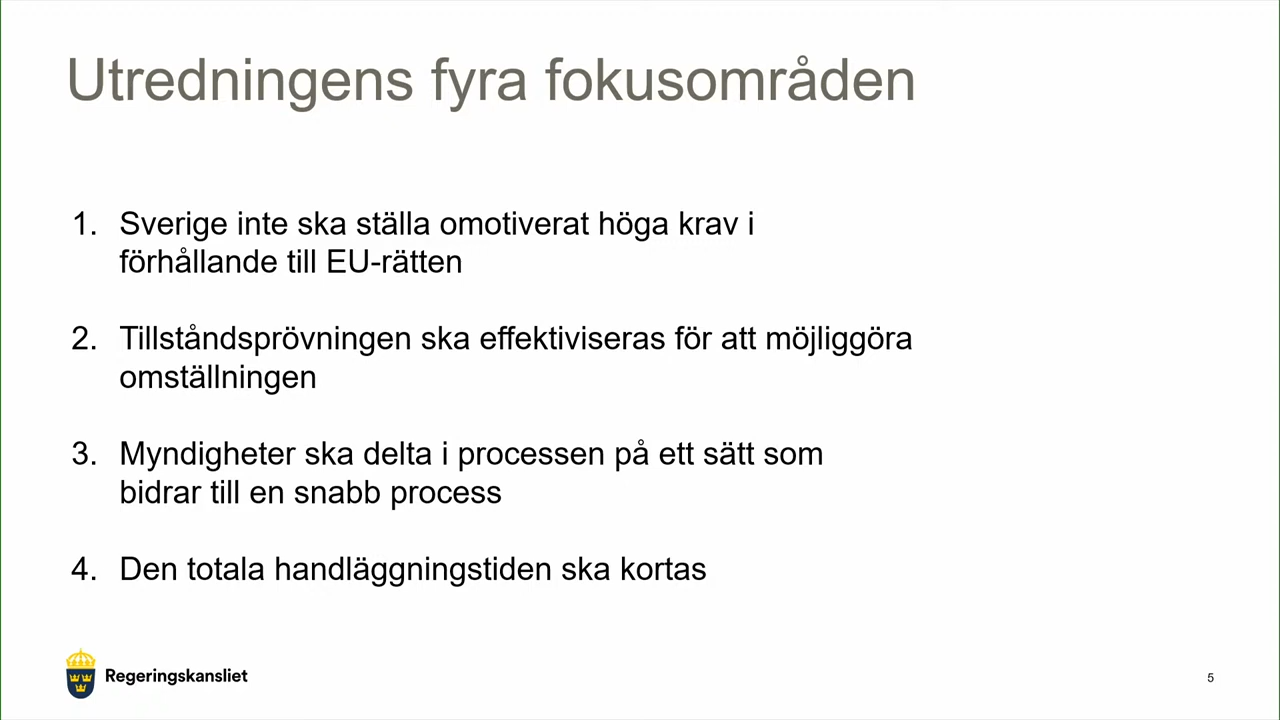 Utredningens fyra fokusområden
1. Sverige inte ska ställa omotiverat höga krav i
förhållande till EU-rätten
2. Tillståndsprövningen ska effektiviseras för att möjliggöra
omställningen
3. Myndigheter ska delta i processen på ett sätt som
bidrar till en snabb process
4. Den totala handläggningstiden ska kortas
Regeringskansliet
5